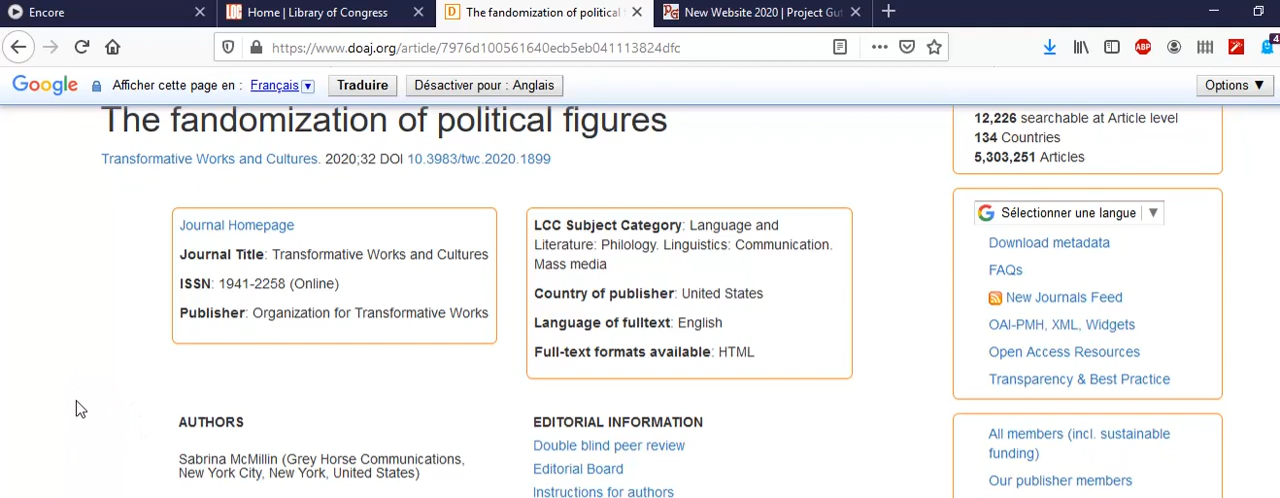 Encore
Home | Library of Congress
The fandomization of political
New Website 2020 | Project Gut
https://www.doaj.org/article/7976d100561640ecb5eb041113824dfc
ABP
4
Google Afficher cette page en : Français Traduire Désactiver pour : Anglais Options ▼
The fandomization of political figures
Transformative Works and Cultures. 2020;32 DOI 10.3983/twc.2020.1899
Journal Homepage
Journal Title: Transformative Works and Cultures
ISSN: 1941-2258 (Online)
Publisher: Organization for Transformative Works
LCC Subject Category: Language and
Literature: Philology. Linguistics: Communication.
Mass media
Country of publisher: United States
Language of fulltext: English
Full-text formats available: HTML
AUTHORS
Sabrina McMillin (Grey Horse Communications,
New York City, New York, United States)
EDITORIAL INFORMATION
Double blind peer review
Editorial Board
Instructions for authors
12,226 searchable at Article level
134 Countries
5,303,251 Articles
Sélectionner une langue ▼
Download metadata
FAQs
New Journals Feed
OAI-PMH, XML, Widgets
Open Access Resources
Transparency & Best Practice
All members (incl. sustainable
funding)
Our publisher members